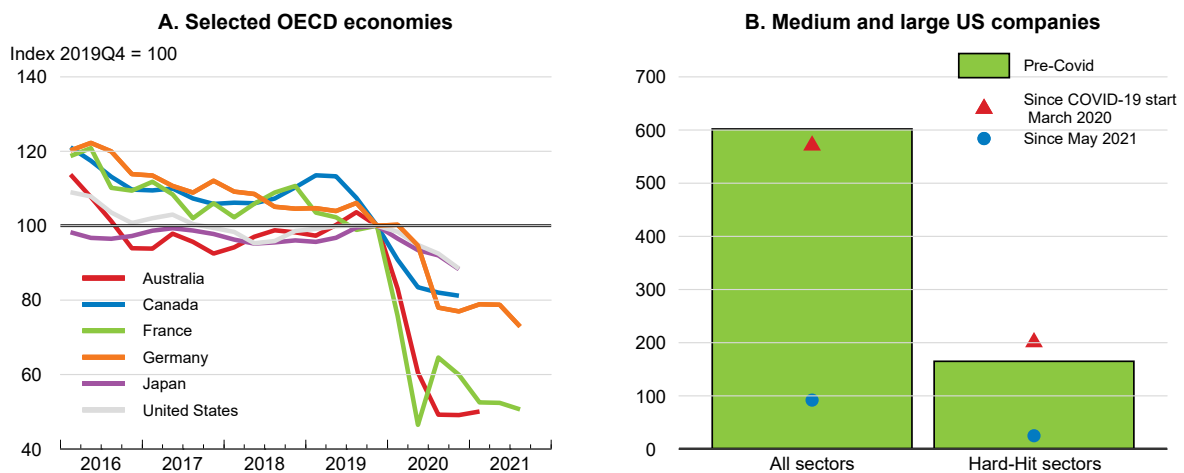 A. Selected OECD economies
Index 2019Q4 = 100
140
120
100
80
60
40
Australia
Canada
France
Germany
Japan
United States
2016
2017
2018
2019
2020
2021
B. Medium and large US companies
700
600
500
400
300
200
100
0
Pre-Covid
Since COVID-19 start
March 2020
Since May 2021
All sectors
Hard-Hit sectors